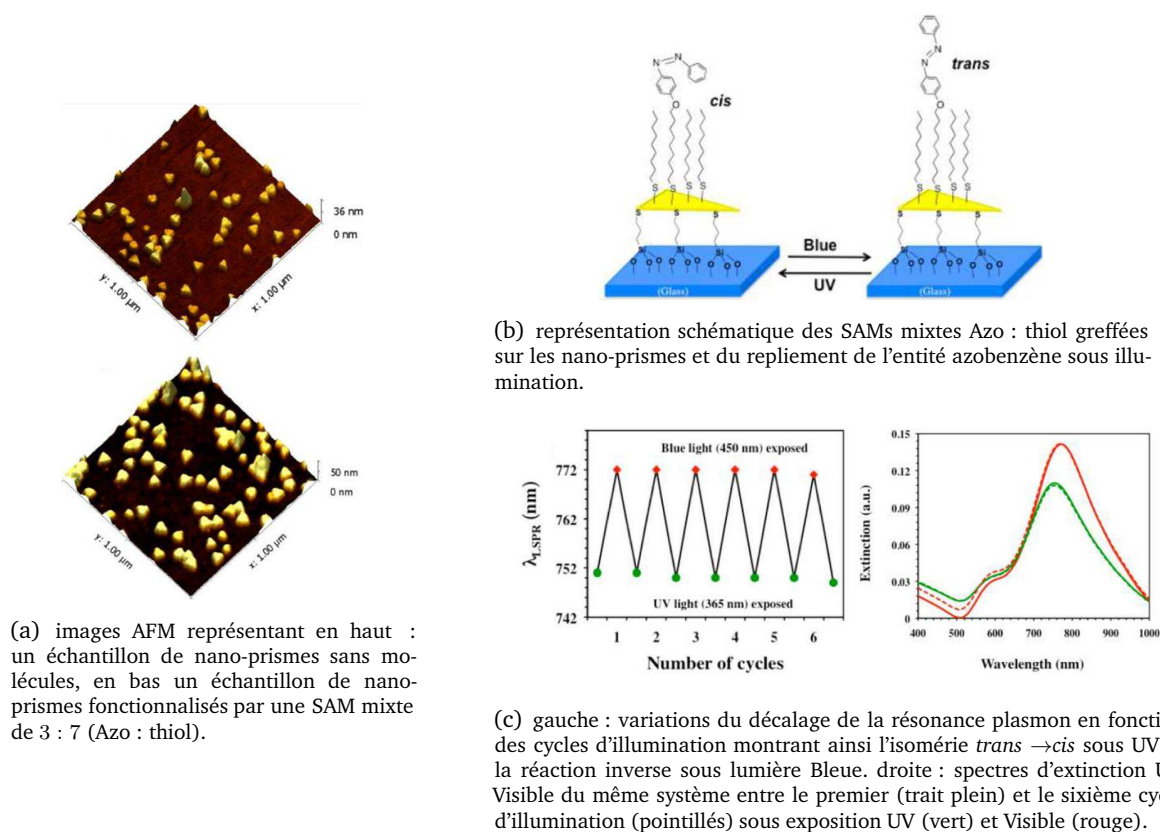 36 nm
0 nm
y: 1.00 µm
x: 1.00 µm
50 nm
0 nm
y: 1.00 µm
x: 1.00 µm
(a) images AFM représentant en haut :
un échantillon de nano-prismes sans mo-
lécules, en bas un échantillon de nano-
prismes fonctionnalisés par une SAM mixte
de 3 : 7 (Azo : thiol).
N N
cis
O
S S S S
S S S
Si Si Si
O O O O O O O O O
(Glass)
Blue
UV
N
N
trans
O
S S S S
S S S
Si Si Si
O O O O O O O O O
(Glass)
(b) représentation schématique des SAMs mixtes Azo : thiol greffées
sur les nano-prismes et du repliement de l'entité azobenzène sous illu-
mination.
Blue light (450 nm) exposed
UV light (365 nm) exposed
λLSPR (nm)
772
762
752
742
1 2 3 4 5 6
Number of cycles
Extinction (a.u.)
0.15
0.12
0.09
0.06
0.03
0
400 500 600 700 800 900 1000
Wavelength (nm)
(c) gauche : variations du décalage de la résonance plasmon en foncti
des cycles d'illumination montrant ainsi l'isomérie trans →cis sous UV
la réaction inverse sous lumière Bleue. droite : spectres d'extinction U
Visible du même système entre le premier (trait plein) et le sixième cyc
d'illumination (pointillés) sous exposition UV (vert) et Visible (rouge).